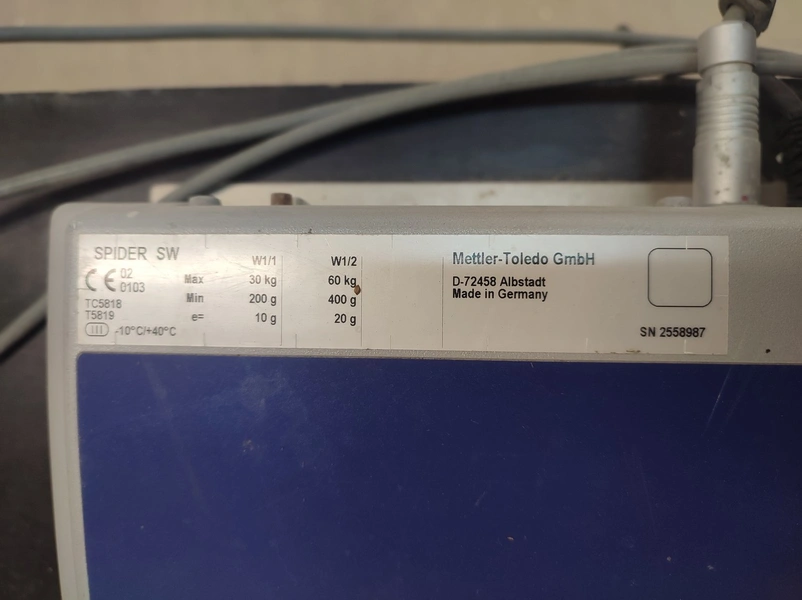 SPIDER SW
CE 02
0103
TC5818
T5819
III -10°C/+40°C
W1/1 W1/2
Max 30 kg 60 kg
Min 200 g 400 g
e= 10 g 20 g
Mettler-Toledo GmbH
D-72458 Albstadt
Made in Germany
SN 2558987